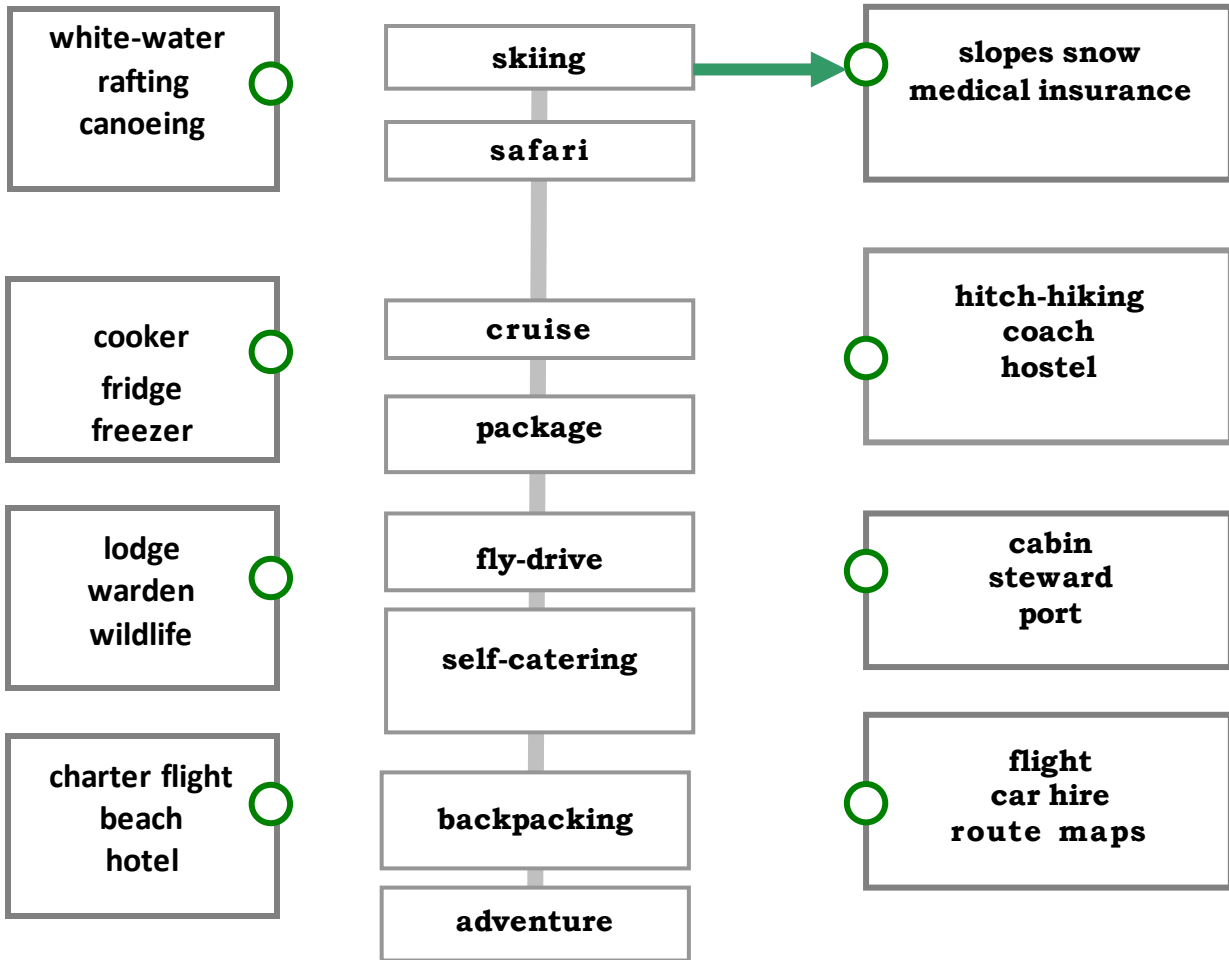 white-water
rafting
canoeing
cooker
fridge
freezer
lodge
warden
wildlife
charter flight
beach
hotel
skiing
safari
cruise
package
fly-drive
self-catering
backpacking
adventure
slopes snow
medical insurance
hitch-hiking
coach
hostel
cabin
steward
port
flight
car hire
route maps